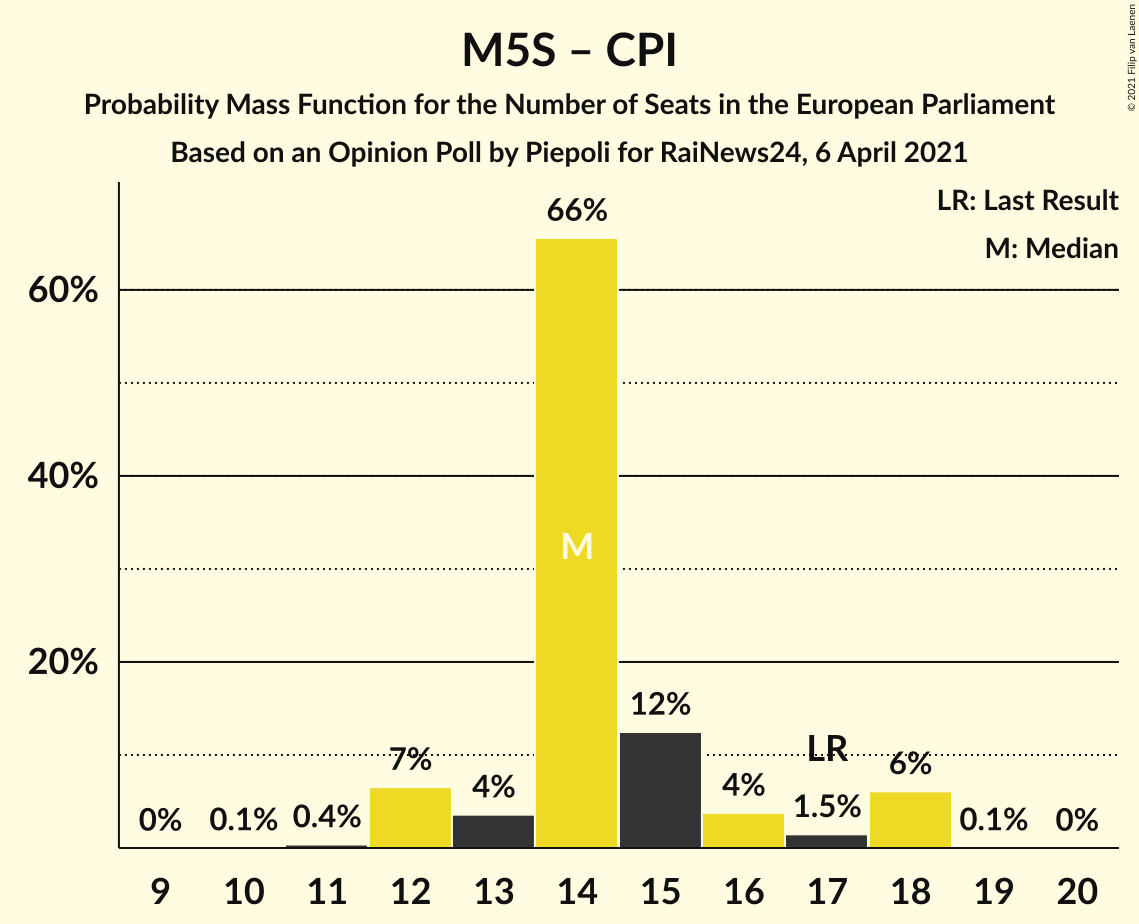 M5S – CPI
Probability Mass Function for the Number of Seats in the European Parliament
Based on an Opinion Poll by Piepoli for RaiNews24, 6 April 2021
© 2021 Filip van Laenen
LR: Last Result
M: Median
60%
40%
20%
0%
0.1%
0.4%
7%
4%
66%
M
12%
4%
LR
1.5%
6%
0.1%
0%
9 10 11 12 13 14 15 16 17 18 19 20